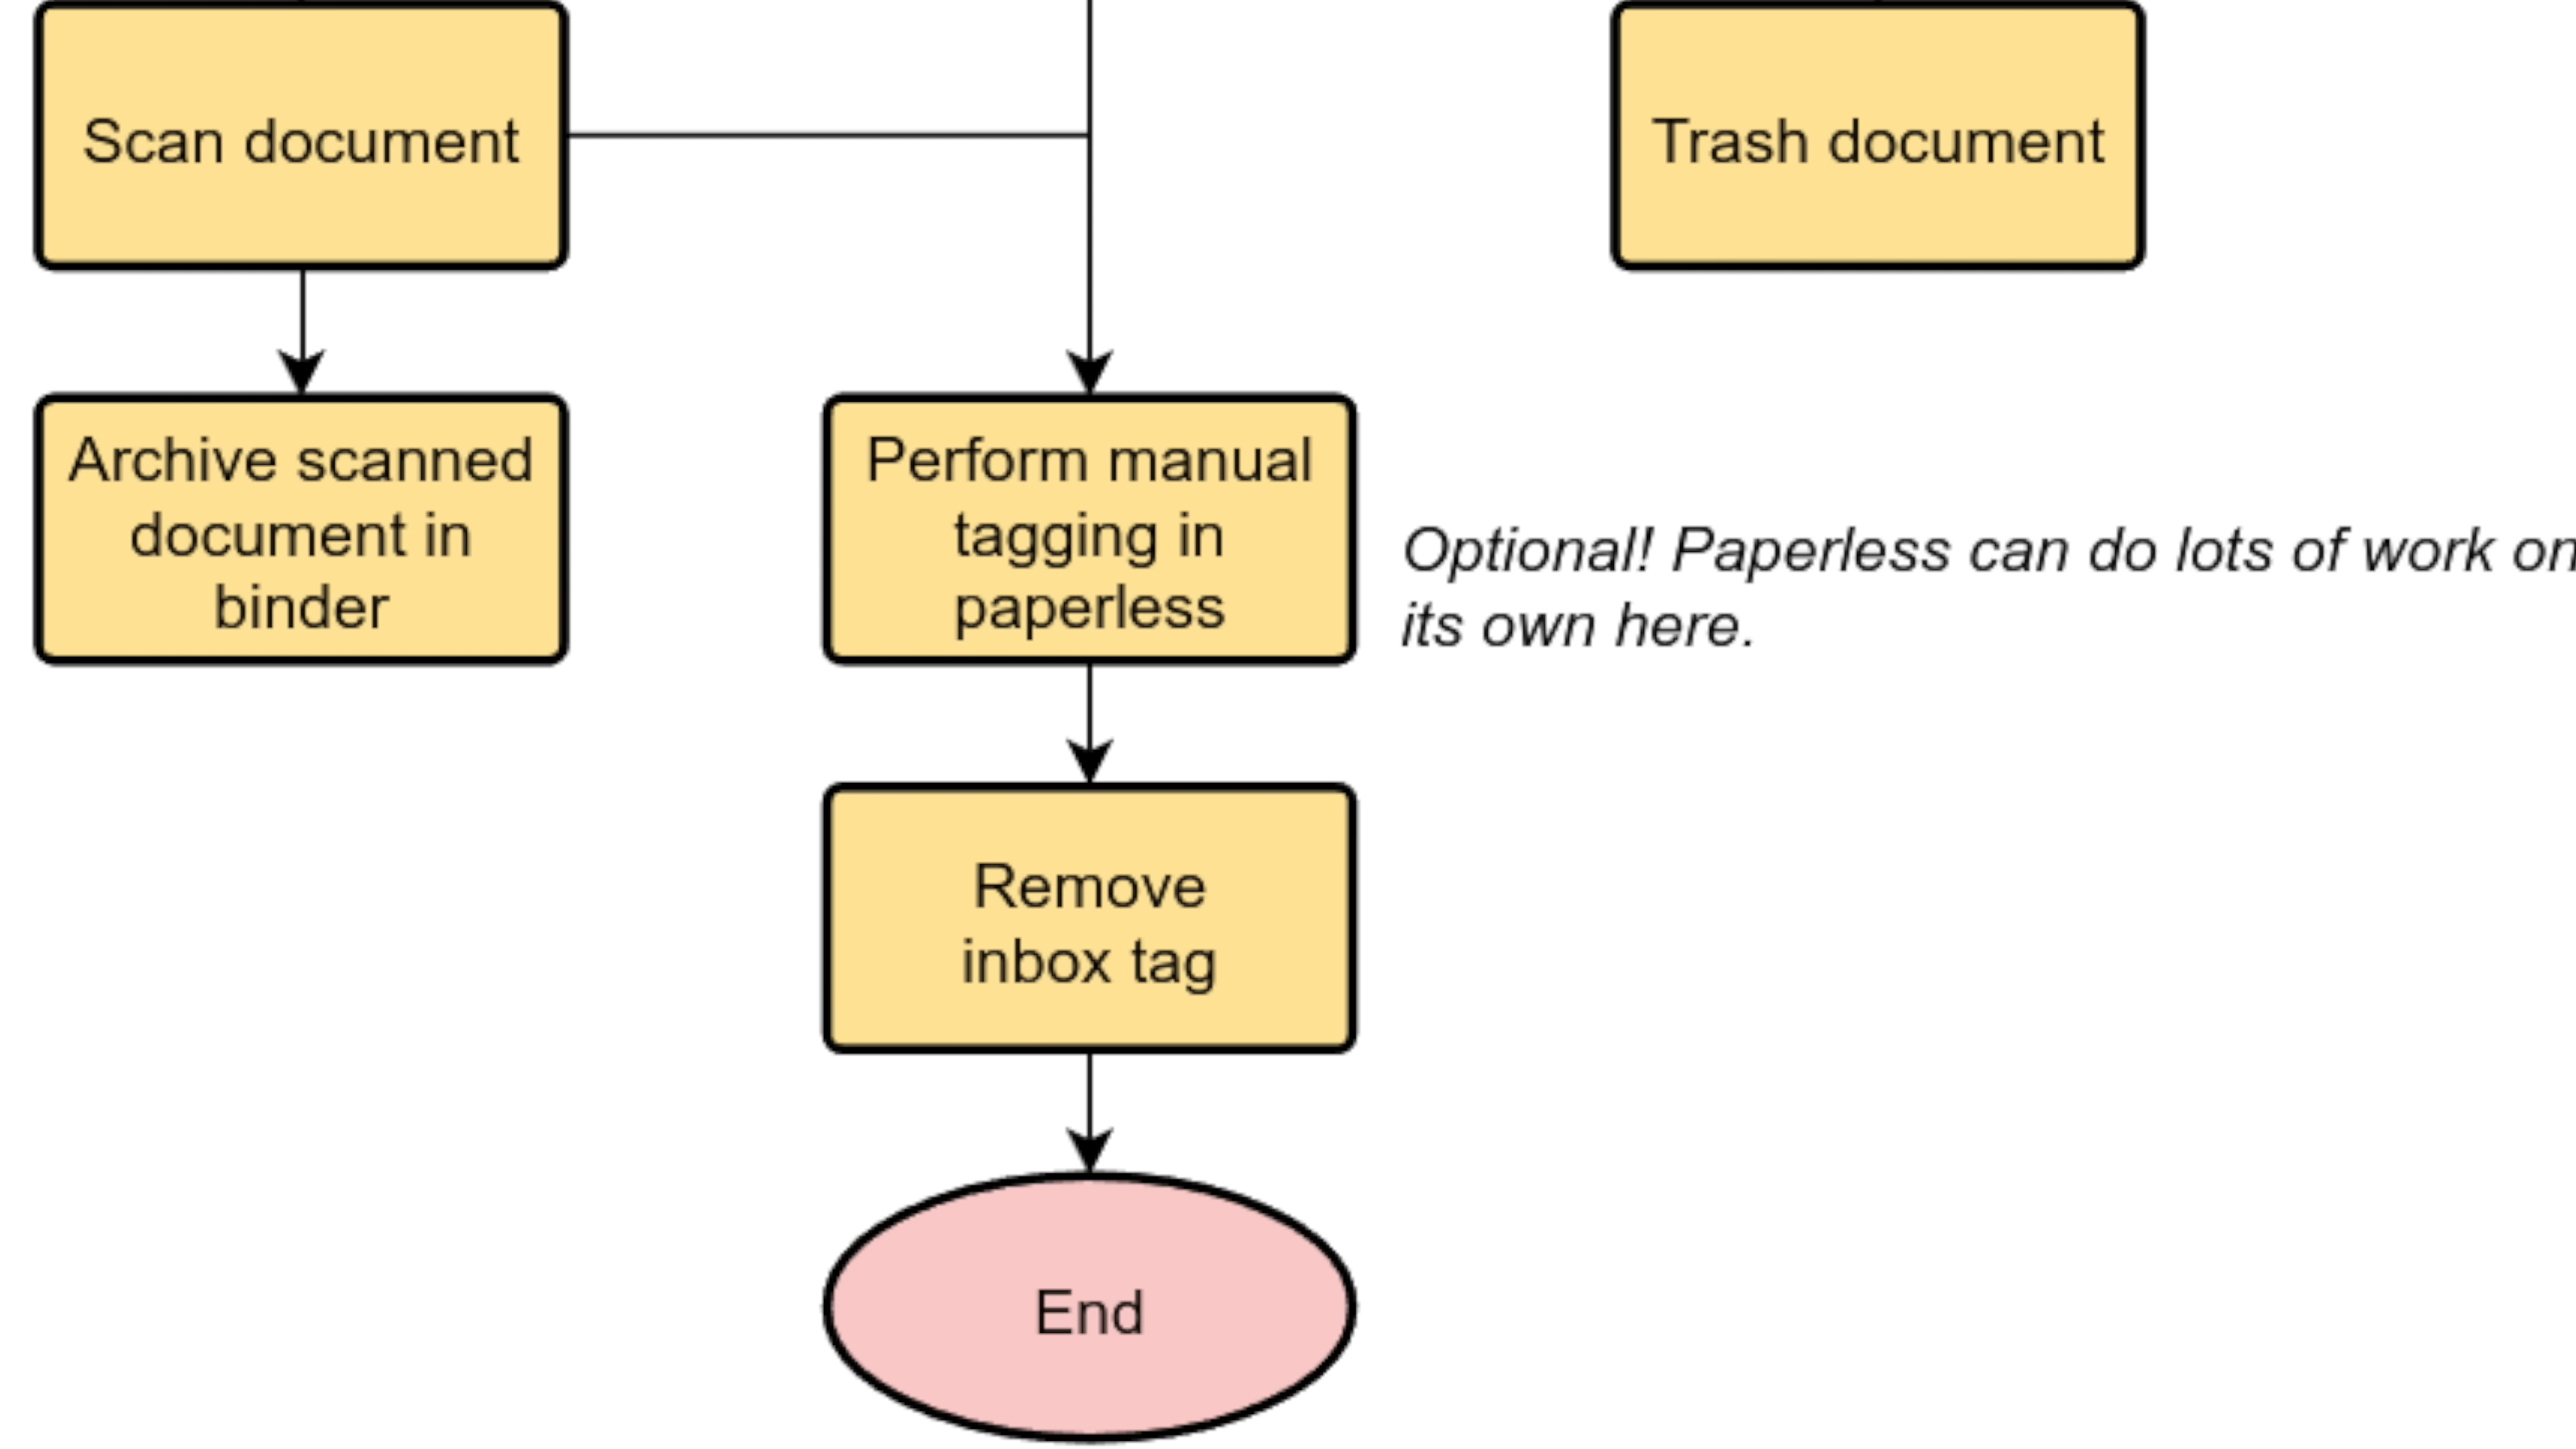 Scan document
Trash document
Archive scanned
document in
binder
Perform manual
tagging in
paperless
Optional! Paperless can do lots of work on
its own here.
Remove
inbox tag
End